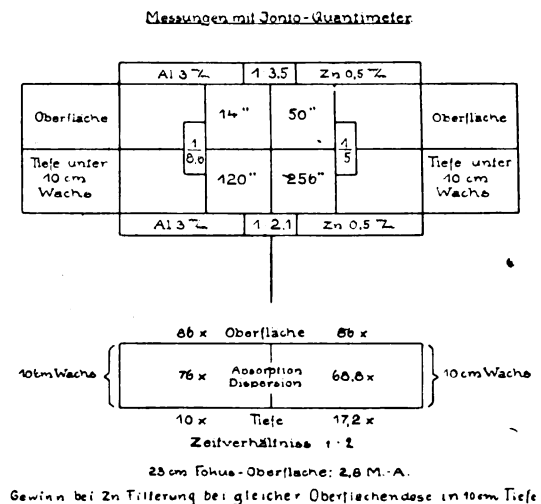 Messungen mit Jonto-Quantimeter
Al 3 m/m 1 3.5 Zn 0,5 m/m
Oberfläche 14" 50" Oberfläche
1/8,6 1/5
Tiefe unter 120" 256" Tiefe unter
10 cm 10 cm
Wachs Wachs
Al 3 m/m 1 2.1 Zn 0.5 m/m
86 x Oberfläche 86 x
10 cm Wachs 76 x Absorption 68,8 x 10 cm Wachs
Dispersion
10 x Tiefe 17,2 x
Zeitverhältniss 1 : 2
23 cm Fokus-Oberfläche: 2,8 M.-A.
Gewinn bei Zn Filterung bei gleicher Oberflächendose in 10 cm Tiefe